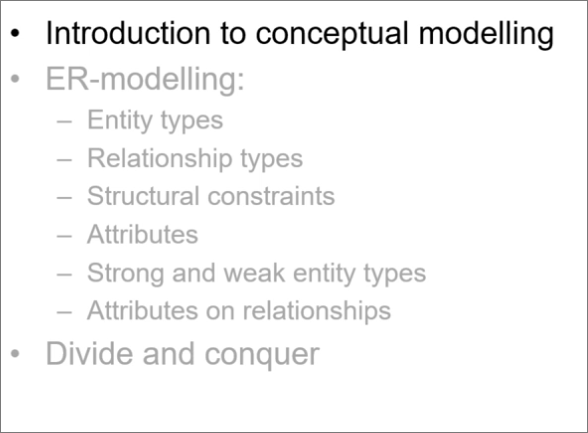 • Introduction to conceptual modelling
• ER-modelling:
– Entity types
– Relationship types
– Structural constraints
– Attributes
– Strong and weak entity types
– Attributes on relationships
• Divide and conquer